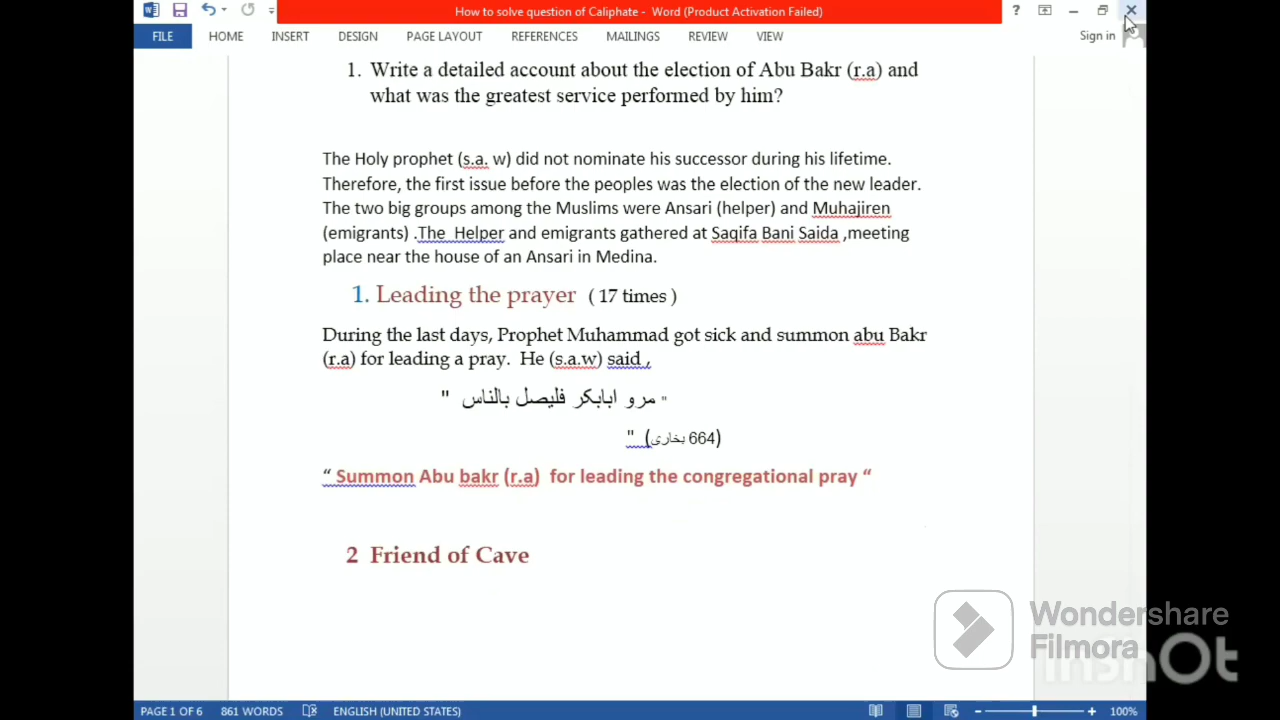 How to solve question of Caliphate - Word (Product Activation Failed)
?
FILE HOME INSERT DESIGN PAGE LAYOUT REFERENCES MAILINGS REVIEW VIEW Sign in
1. Write a detailed account about the election of Abu Bakr (r.a) and
what was the greatest service performed by him?
The Holy prophet (s.a. w) did not nominate his successor during his lifetime.
Therefore, the first issue before the peoples was the election of the new leader.
The two big groups among the Muslims were Ansari (helper) and Muhajiren
(emigrants) .The Helper and emigrants gathered at Saqifa Bani Saida ,meeting
place near the house of an Ansari in Medina.
1. Leading the prayer ( 17 times )
During the last days, Prophet Muhammad got sick and summon abu Bakr
(r.a) for leading a pray. He (s.a.w) said ,
" مرو ابابكر فليصل بالناس "
" (بخاری 664)
“ Summon Abu bakr (r.a) for leading the congregational pray “
2 Friend of Cave
Wondershare
Filmora
InShOt
PAGE 1 OF 6 861 WORDS ENGLISH (UNITED STATES) 100%